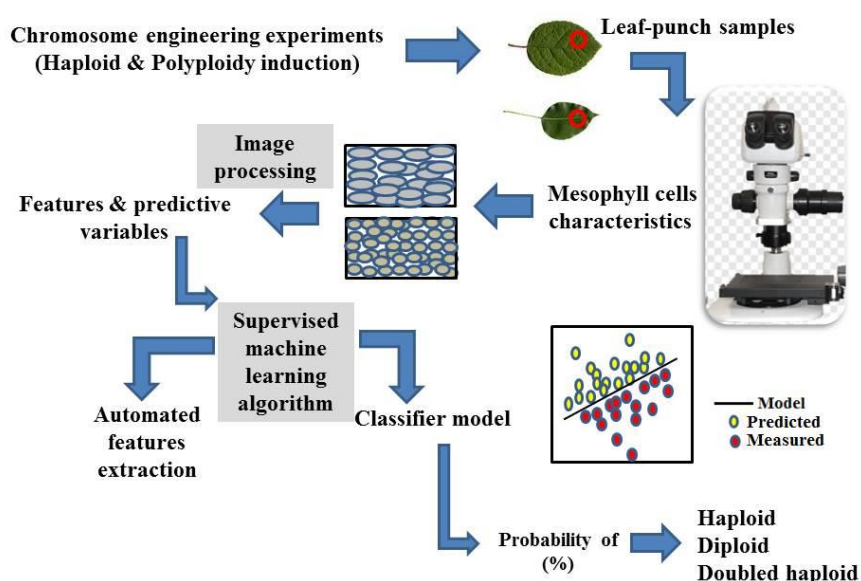 Chromosome engineering experiments
(Haploid & Polyploidy induction)
Leaf-punch samples
Image
processing
Mesophyll cells
characteristics
Features & predictive
variables
Supervised
machine
learning
algorithm
Automated
features
extraction
Classifier model
Model
Predicted
Measured
Probability of
(%)
Haploid
Diploid
Doubled haploid